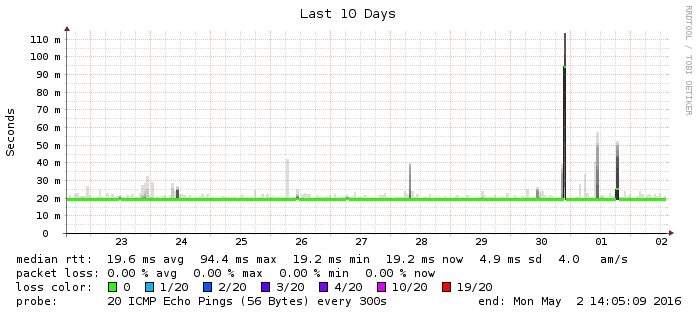 Last 10 Days
RRDTOOL / TOBI OETIKER
Seconds
110 m
100 m
90 m
80 m
70 m
60 m
50 m
40 m
30 m
20 m
10 m
0
23 24 25 26 27 28 29 30 01 02
median rtt: 19.6 ms avg 94.4 ms max 19.2 ms min 19.2 ms now 4.9 ms sd 4.0 am/s
packet loss: 0.00 % avg 0.00 % max 0.00 % min 0.00 % now
loss color: 0 1/20 2/20 3/20 4/20 10/20 19/20
probe: 20 ICMP Echo Pings (56 Bytes) every 300s end: Mon May 2 14:05:09 2016